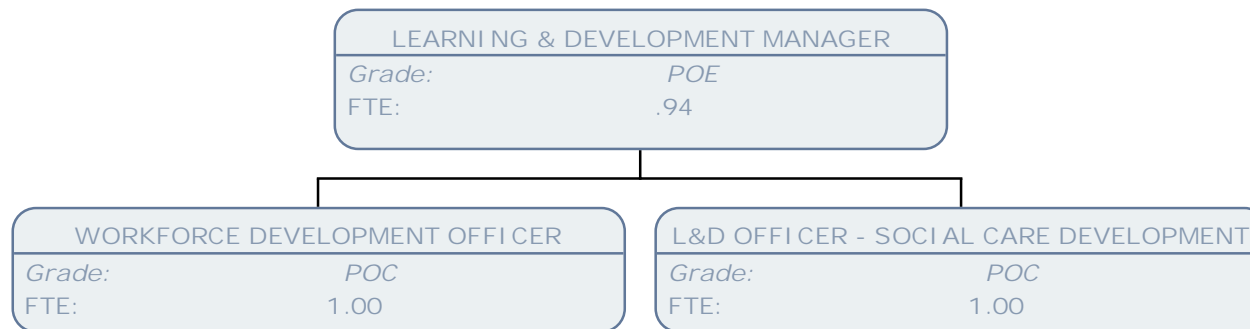 LEARNING & DEVELOPMENT MANAGER
Grade: POE
FTE: .94
WORKFORCE DEVELOPMENT OFFICER
Grade: POC
FTE: 1.00
L&D OFFICER - SOCIAL CARE DEVELOPMENT
Grade: POC
FTE: 1.00